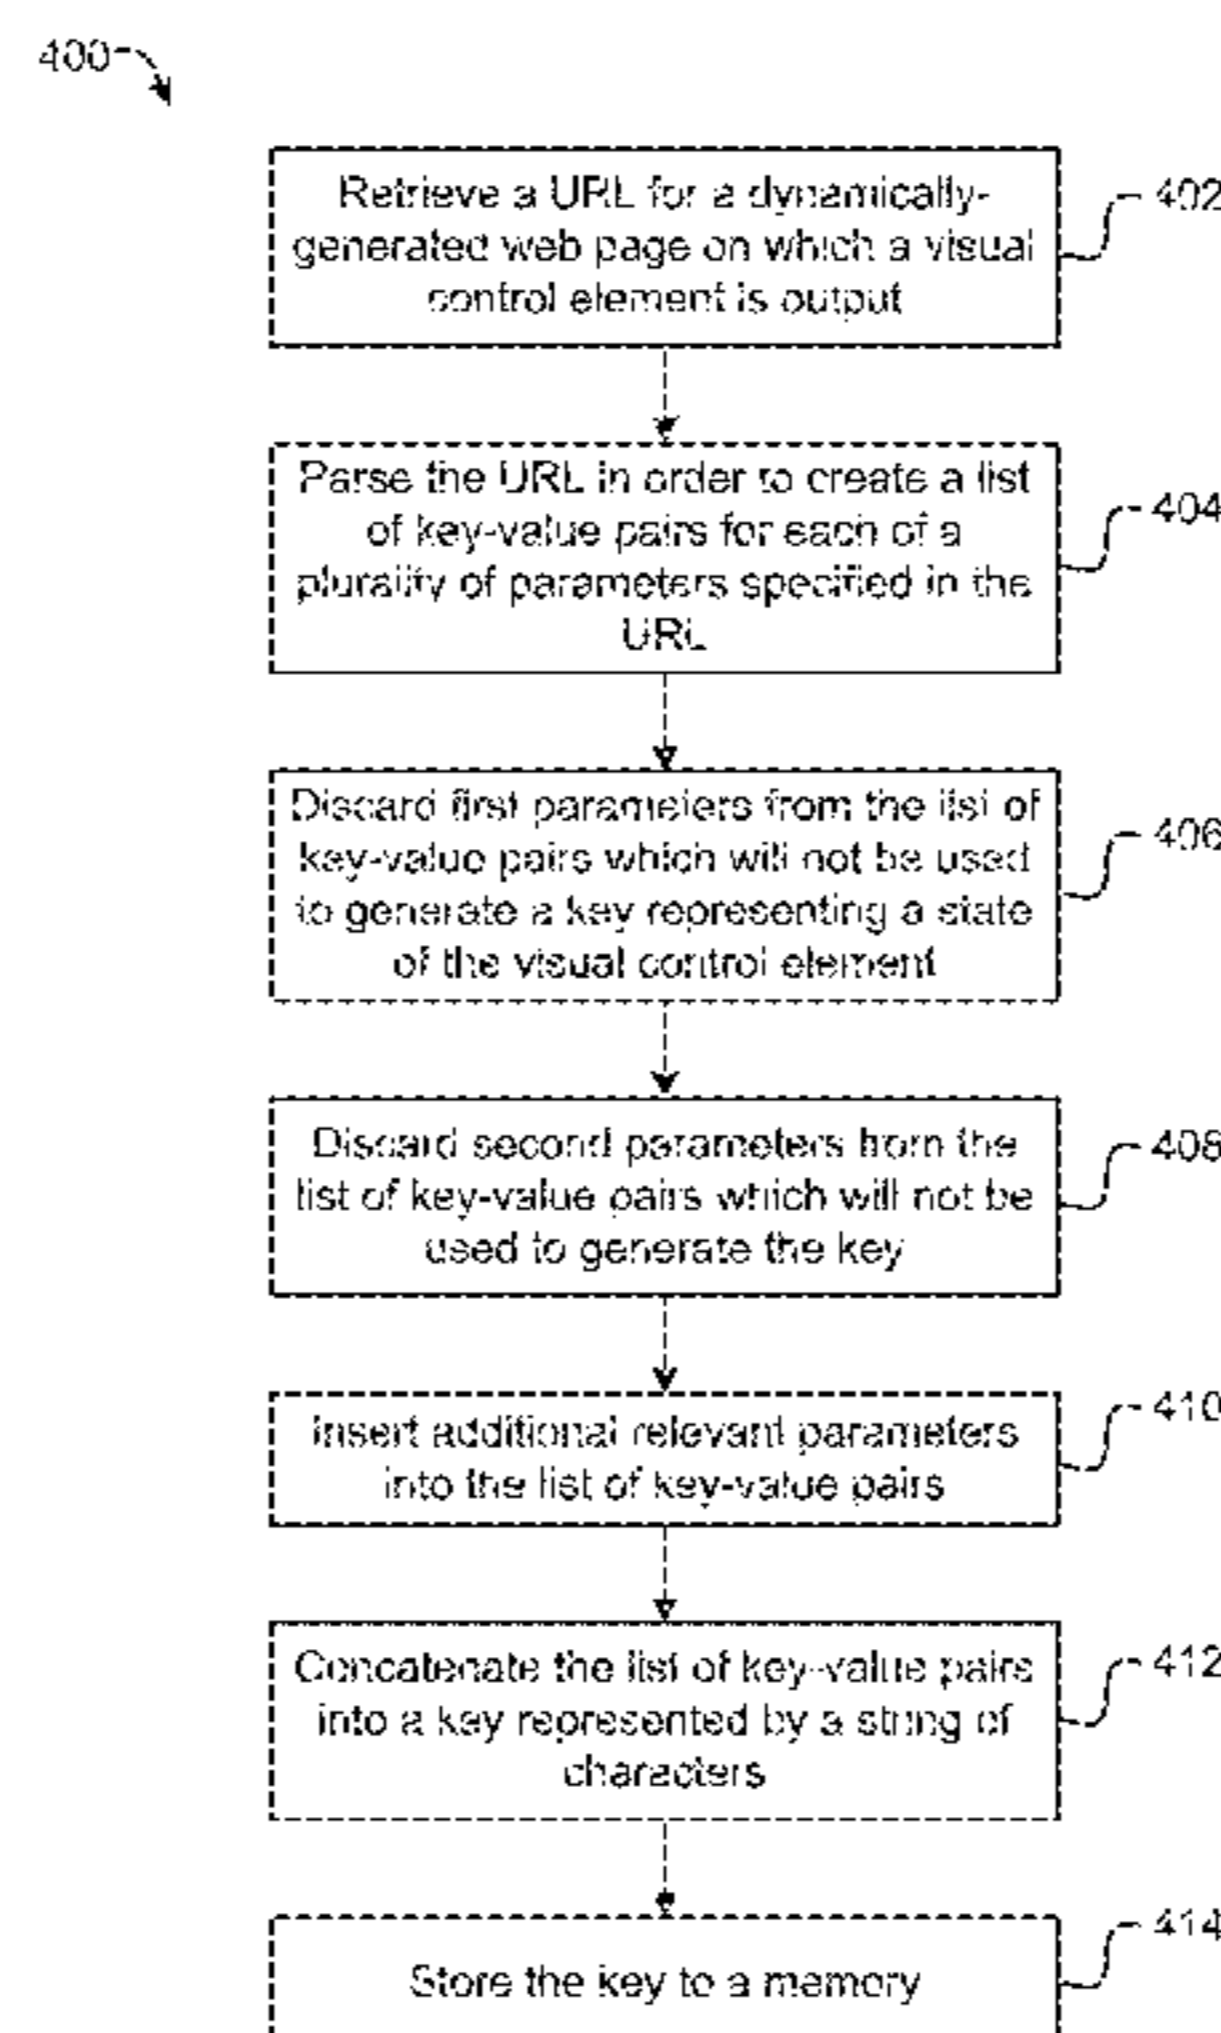 400
Retrieve a URL for a dynamically-
generated web page on which a visual
control element is output
402
Parse the URL in order to create a list
of key-value pairs for each of a
plurality of parameters specified in the
URL
404
Discard first parameters from the list of
key-value pairs which will not be used
to generate a key representing a state
of the visual control element
406
Discard second parameters from the
list of key-value pairs which will not be
used to generate the key
408
Insert additional relevant parameters
into the list of key-value pairs
410
Concatenate the list of key-value pairs
into a key represented by a string of
characters
412
Store the key to a memory
414